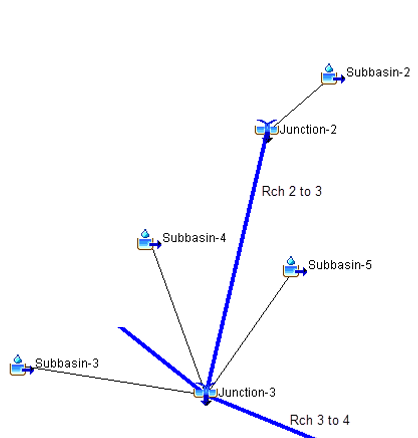 Subbasin-2
Junction-2
Rch 2 to 3
Subbasin-4
Subbasin-5
Subbasin-3
Junction-3
Rch 3 to 4